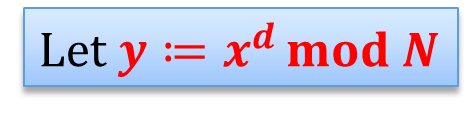 Let y := x^d mod N